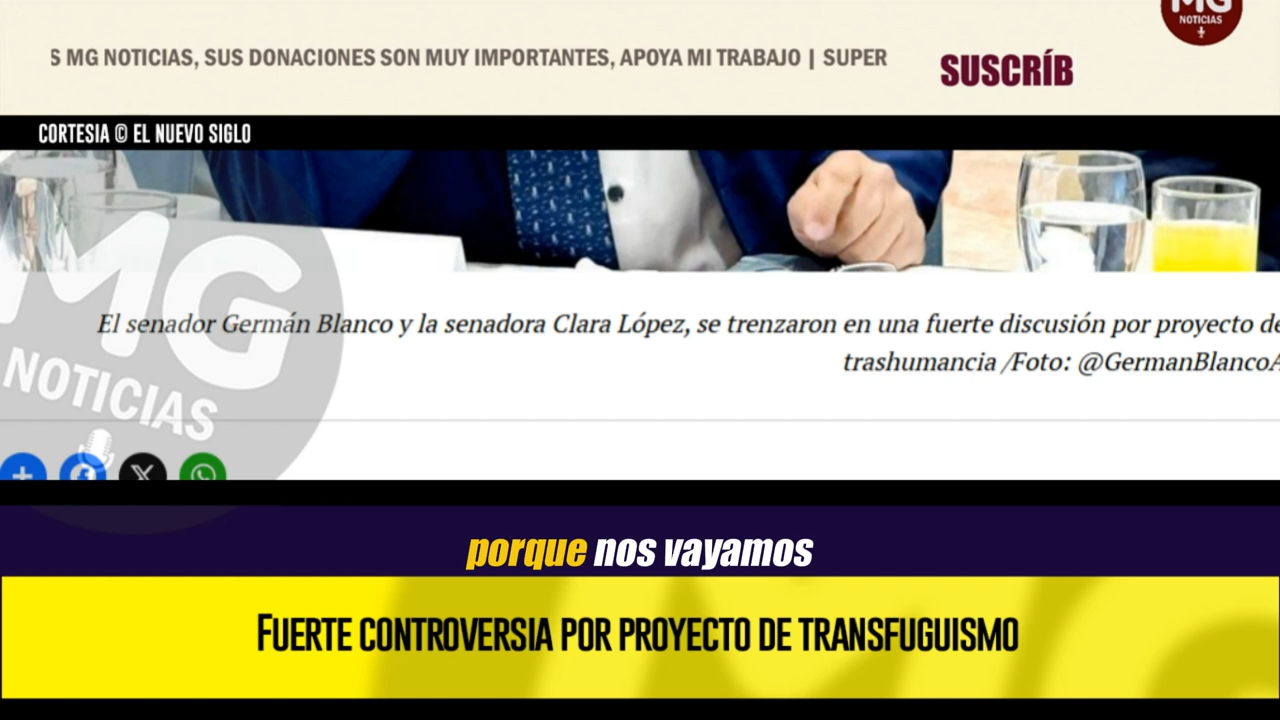 MG
NOTICIAS
S MG NOTICIAS, SUS DONACIONES SON MUY IMPORTANTES, APOYA MI TRABAJO | SUPER
SUSCRÍB
CORTESIA © EL NUEVO SIGLO
MG
NOTICIAS
El senador Germán Blanco y la senadora Clara López, se trenzaron en una fuerte discusión por proyecto de
trashumancia /Foto: @GermanBlancoA
porque nos vayamos
FUERTE CONTROVERSIA POR PROYECTO DE TRANSFUGUISMO